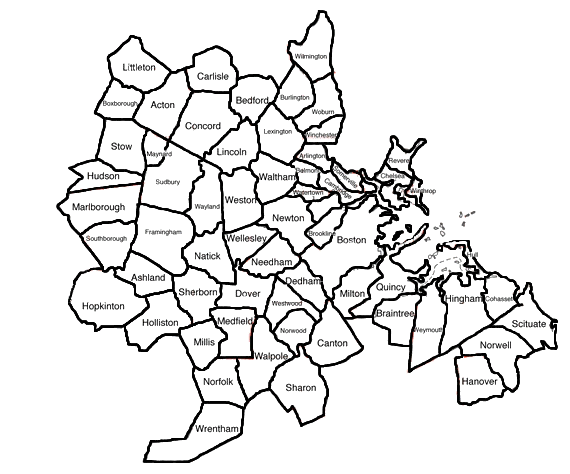 Wilmington
Littleton
Carlisle
Boxborough
Acton
Bedford
Burlington
Woburn
Concord
Lexington
Winchester
Stow
Maynard
Lincoln
Arlington
Revere
Hudson
Sudbury
Waltham
Belmont
Somerville
Chelsea
Cambridge
Winthrop
Watertown
Marlborough
Wayland
Weston
Newton
Southborough
Framingham
Wellesley
Brookline
Boston
Natick
Needham
Hull
Ashland
Sherborn
Dover
Dedham
Milton
Quincy
Hopkinton
Westwood
Hingham
Cohasset
Holliston
Medfield
Norwood
Braintree
Weymouth
Scituate
Millis
Walpole
Canton
Norwell
Norfolk
Sharon
Hanover
Wrentham